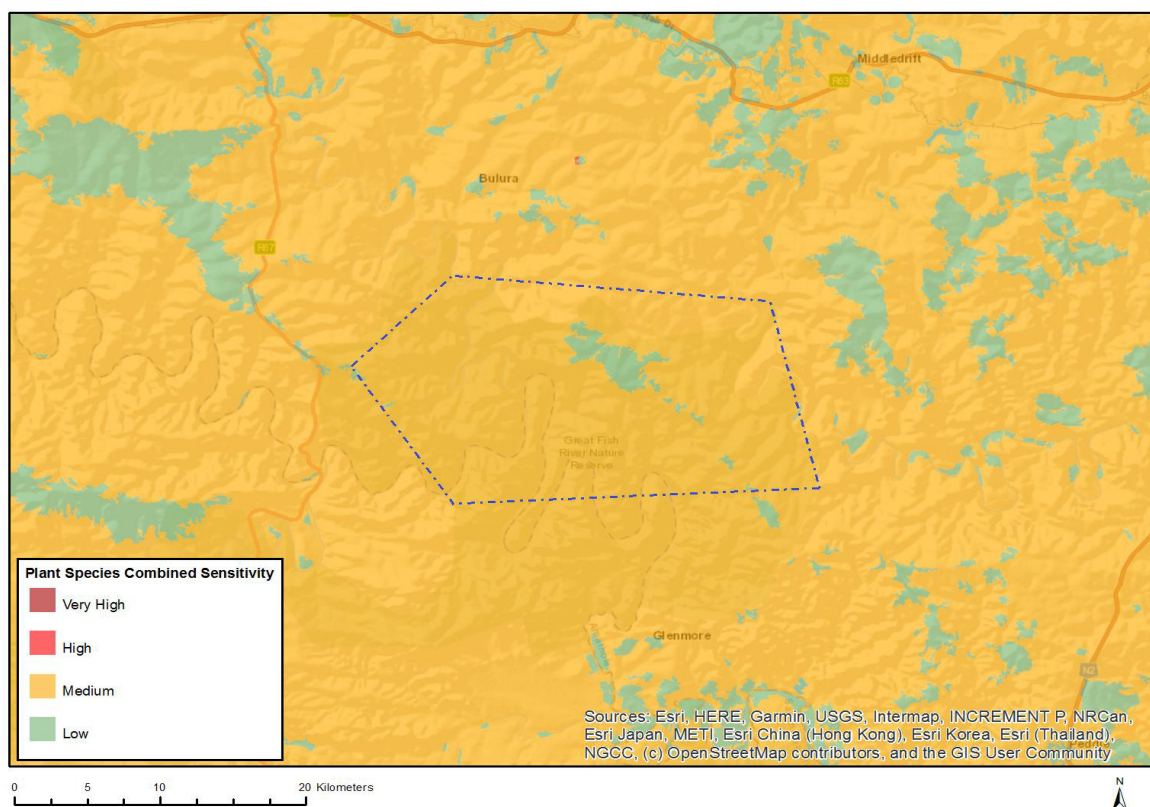 Middledrift
R63
Bulura
R67
Great Fish
River Nature
Reserve
Glenmore
N2
Plant Species Combined Sensitivity
Very High
High
Medium
Low
Sources: Esri, HERE, Garmin, USGS, Intermap, INCREMENT P, NRCan,
Esri Japan, METI, Esri China (Hong Kong), Esri Korea, Esri (Thailand),
NGCC, (c) OpenStreetMap contributors, and the GIS User Community
0 5 10 20 Kilometers
N